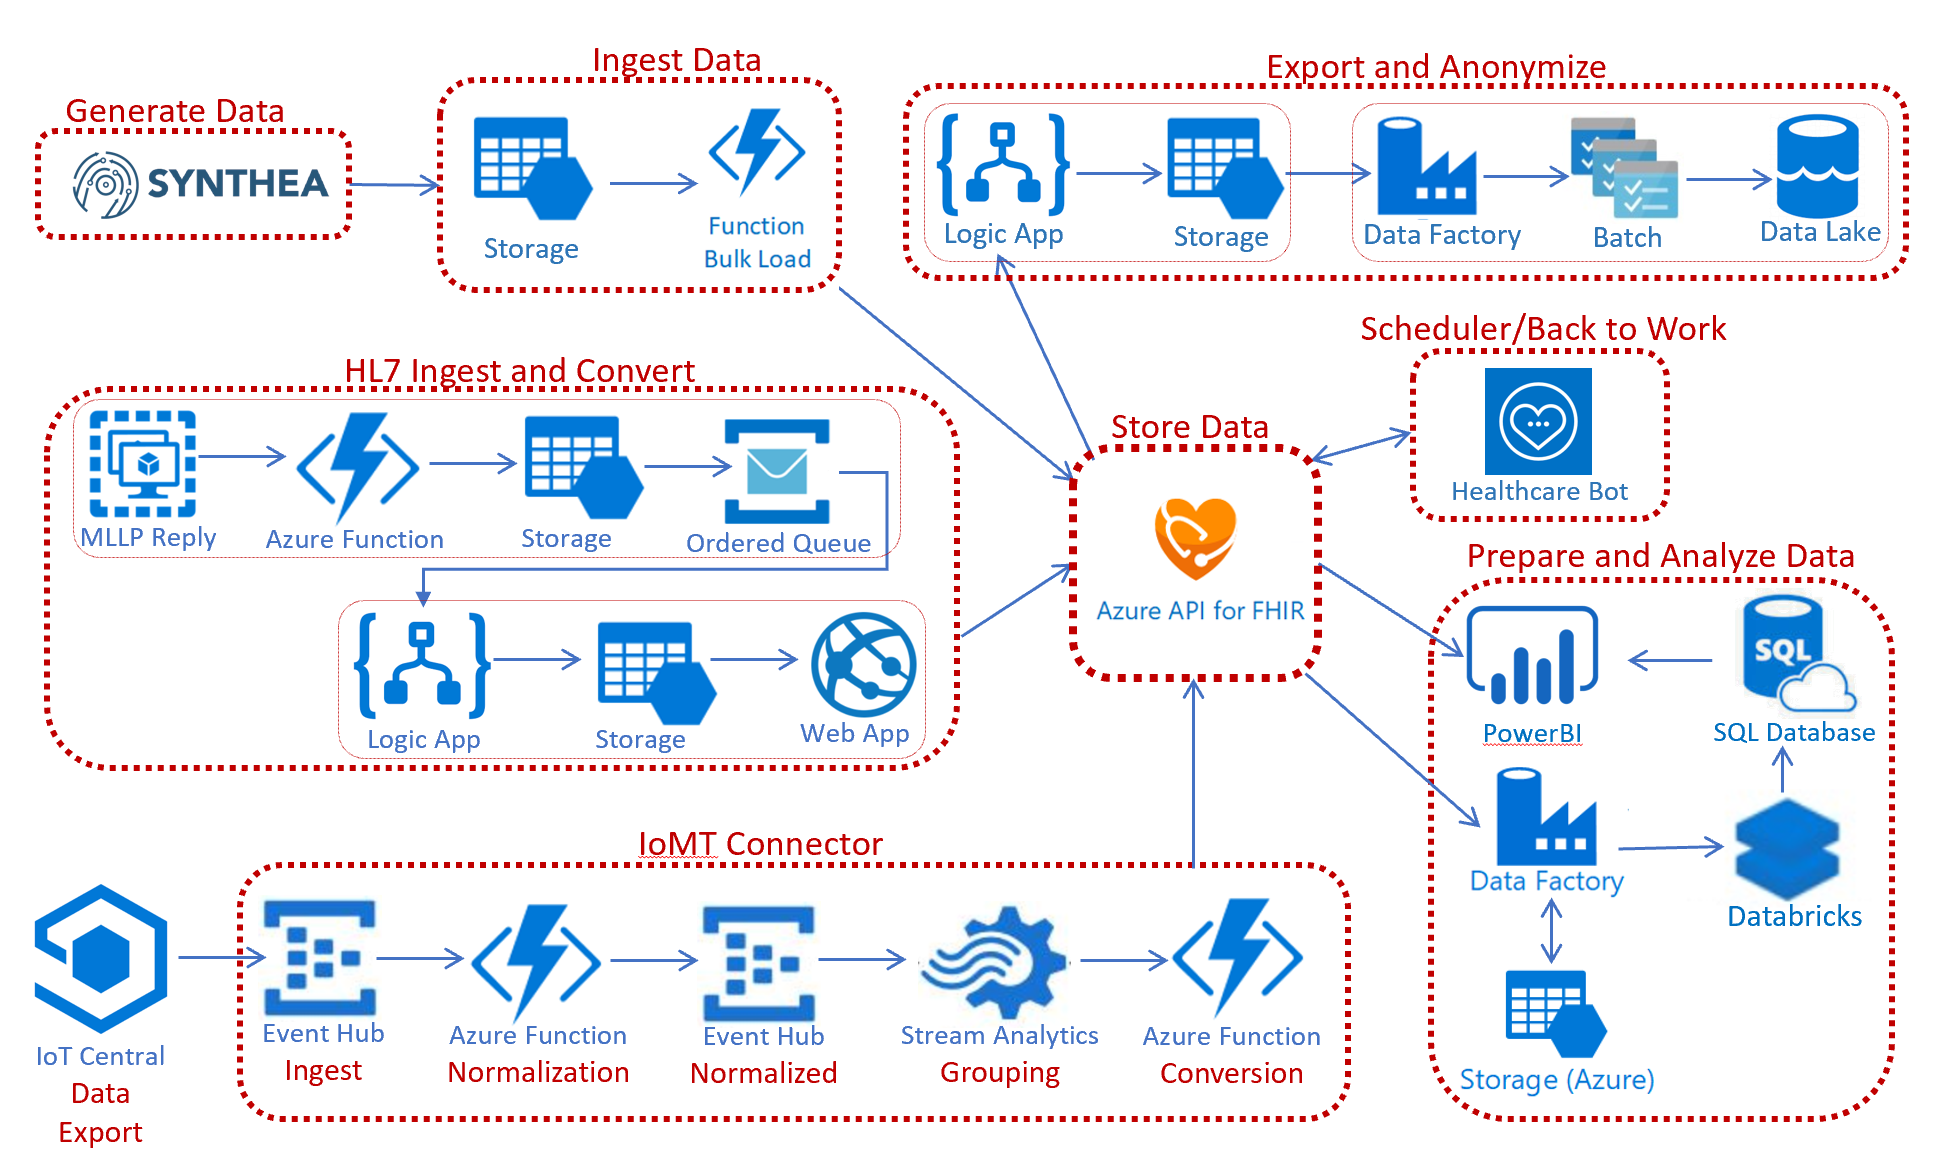 Generate Data
SYNTHEA
Ingest Data
Storage
Function
Bulk Load
Export and Anonymize
Logic App
Storage
Data Factory
Batch
Data Lake
HL7 Ingest and Convert
MLLP Reply
Azure Function
Storage
Ordered Queue
Logic App
Storage
Web App
Store Data
Azure API for FHIR
Scheduler/Back to Work
Healthcare Bot
Prepare and Analyze Data
PowerBI
SQL
SQL Database
Data Factory
Databricks
Storage (Azure)
IoMT Connector
IoT Central
Data
Export
Event Hub
Ingest
Azure Function
Normalization
Event Hub
Normalized
Stream Analytics
Grouping
Azure Function
Conversion